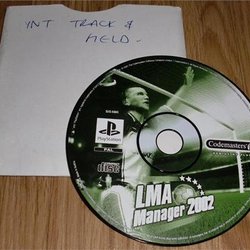 YNT TRACK &
FIELD -
PlayStation
PAL
Codemasters
LMA
Manager 2002